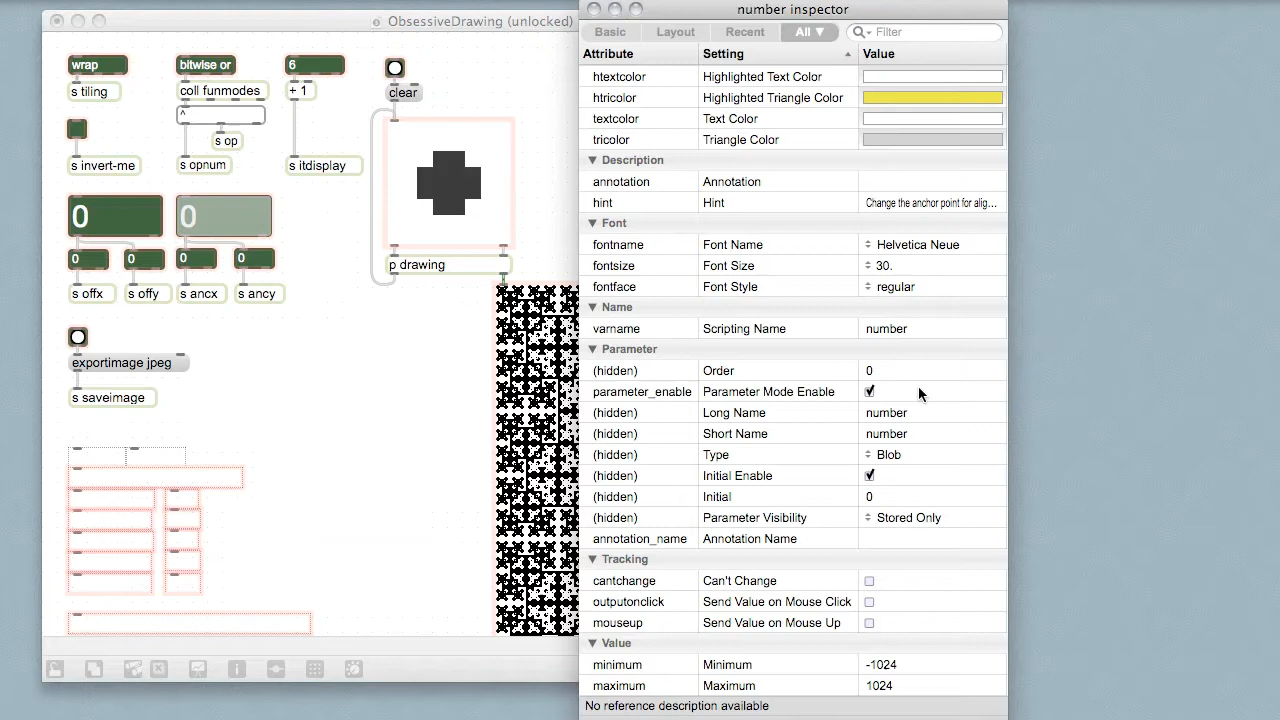 ObsessiveDrawing (unlocked)
wrap
bitwise or
6
s tiling
coll funmodes
+ 1
clear
^
s op
s invert-me
s opnum
s itdisplay
0
0
0
0
0
0
p drawing
s offx
s offy
s ancx
s ancy
exportimage jpeg
s saveimage
number inspector
Basic
Layout
Recent
All ▼
Filter
Attribute
Setting
Value
htextcolor
Highlighted Text Color
htricolor
Highlighted Triangle Color
textcolor
Text Color
tricolor
Triangle Color
▼ Description
annotation
Annotation
hint
Hint
Change the anchor point for alig...
▼ Font
fontname
Font Name
Helvetica Neue
fontsize
Font Size
30.
fontface
Font Style
regular
▼ Name
varname
Scripting Name
number
▼ Parameter
(hidden)
Order
0
parameter_enable
Parameter Mode Enable
(hidden)
Long Name
number
(hidden)
Short Name
number
(hidden)
Type
Blob
(hidden)
Initial Enable
(hidden)
Initial
0
(hidden)
Parameter Visibility
Stored Only
annotation_name
Annotation Name
▼ Tracking
cantchange
Can't Change
outputonclick
Send Value on Mouse Click
mouseup
Send Value on Mouse Up
▼ Value
minimum
Minimum
-1024
maximum
Maximum
1024
No reference description available